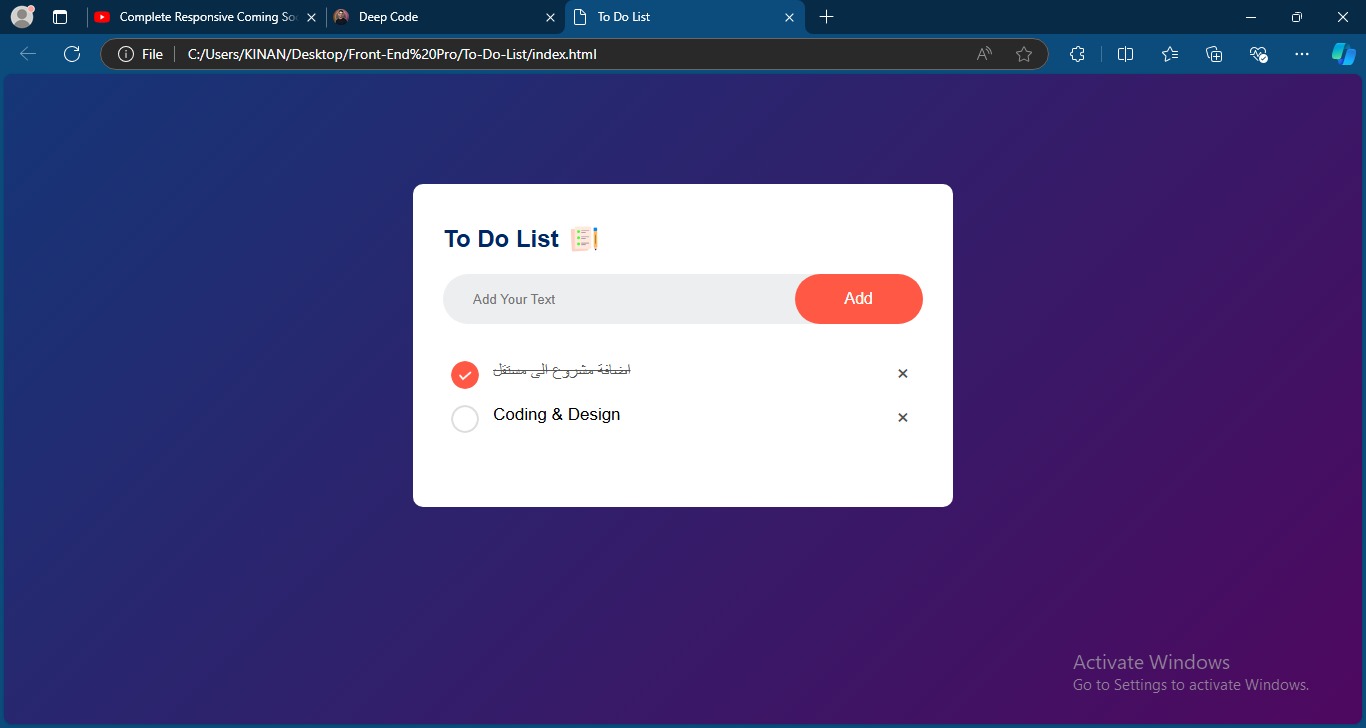 Complete Responsive Coming So
Deep Code
To Do List
File
C:/Users/KINAN/Desktop/Front-End%20Pro/To-Do-List/index.html
To Do List
Add Your Text
Add
اضافة مشروع الى مستقل
Coding & Design
Activate Windows
Go to Settings to activate Windows.